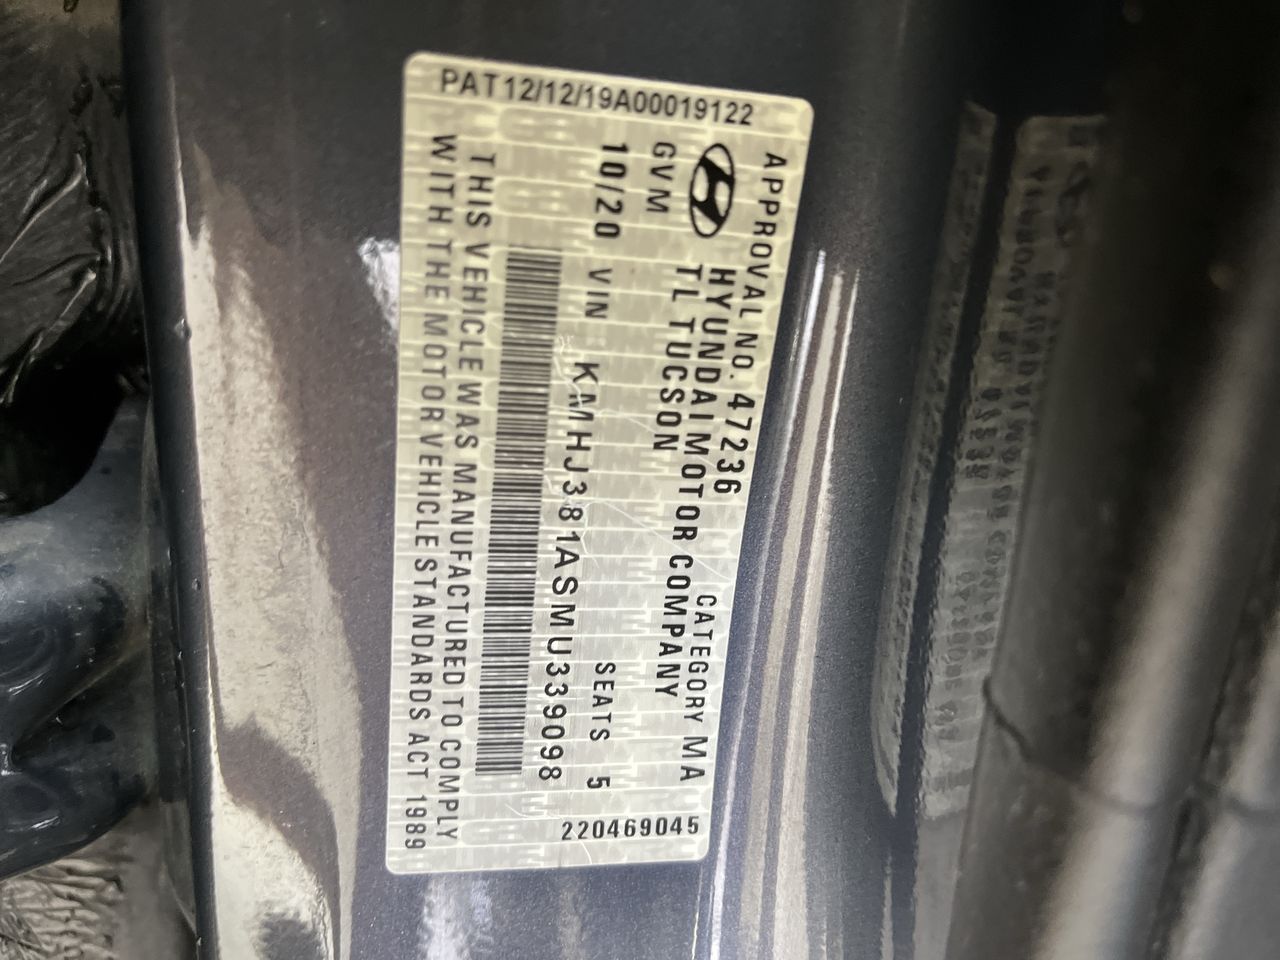 PAT12/12/19A00019122
APPROVAL NO. 47236 CATEGORY MA
HYUNDAI MOTOR COMPANY
TL TUCSON
GVM
10/20 VIN KMHJ381ASMU339098 SEATS 5
THIS VEHICLE WAS MANUFACTURED TO COMPLY
WITH THE MOTOR VEHICLE STANDARDS ACT 1989
220469045